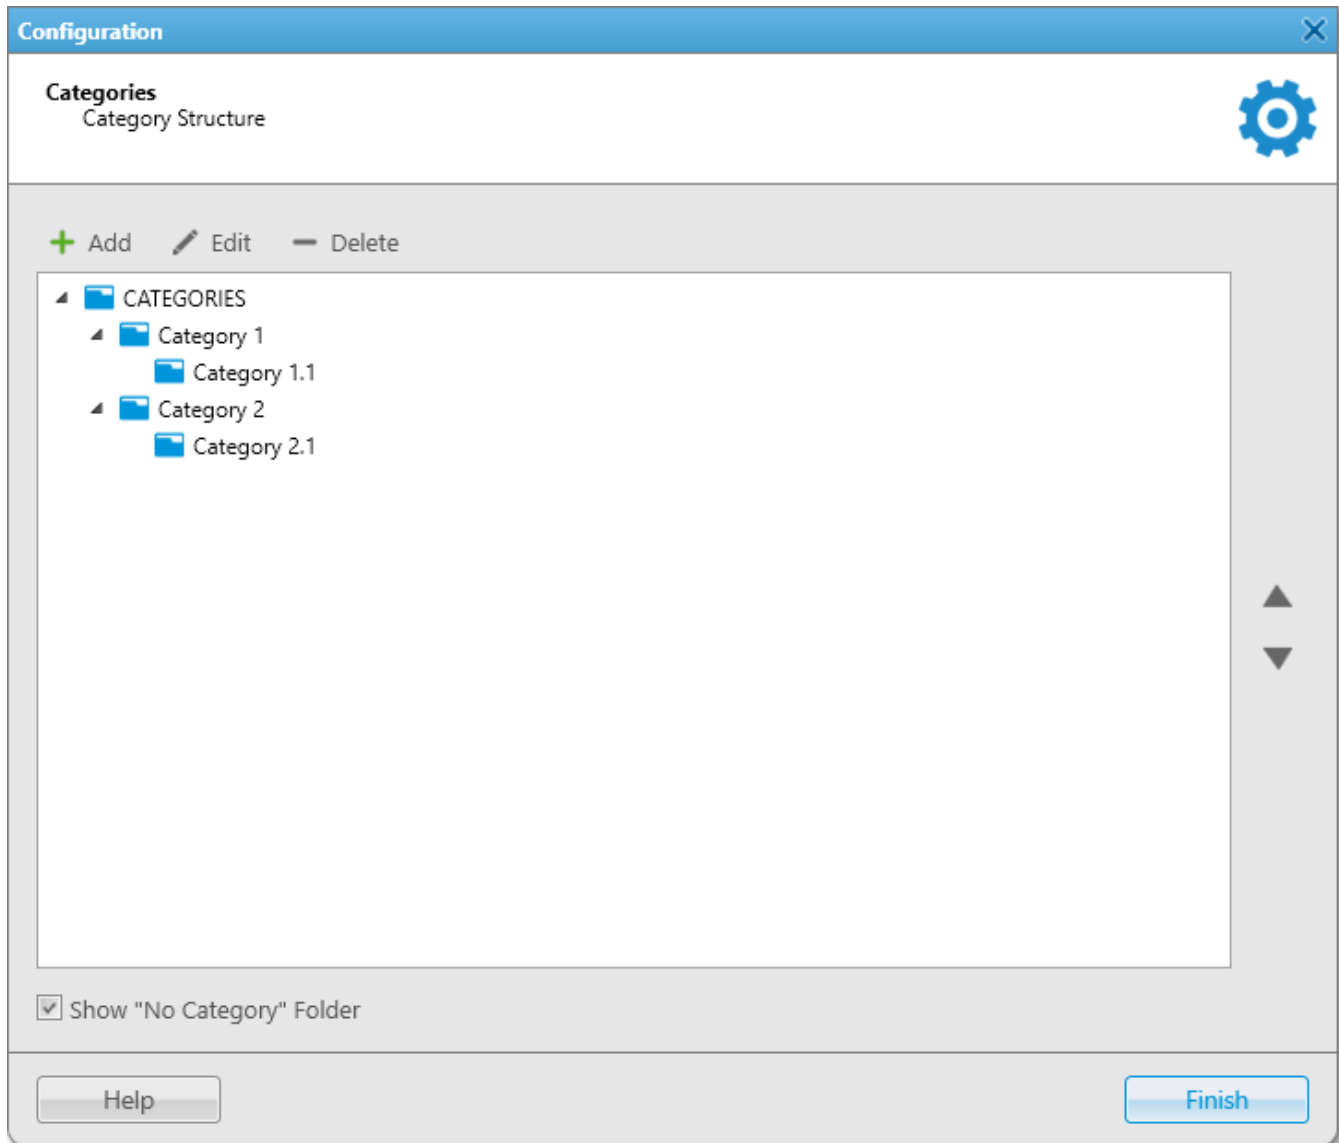 Configuration
Categories
Category Structure
Add Edit Delete
CATEGORIES
Category 1
Category 1.1
Category 2
Category 2.1
Show "No Category" Folder
Help Finish